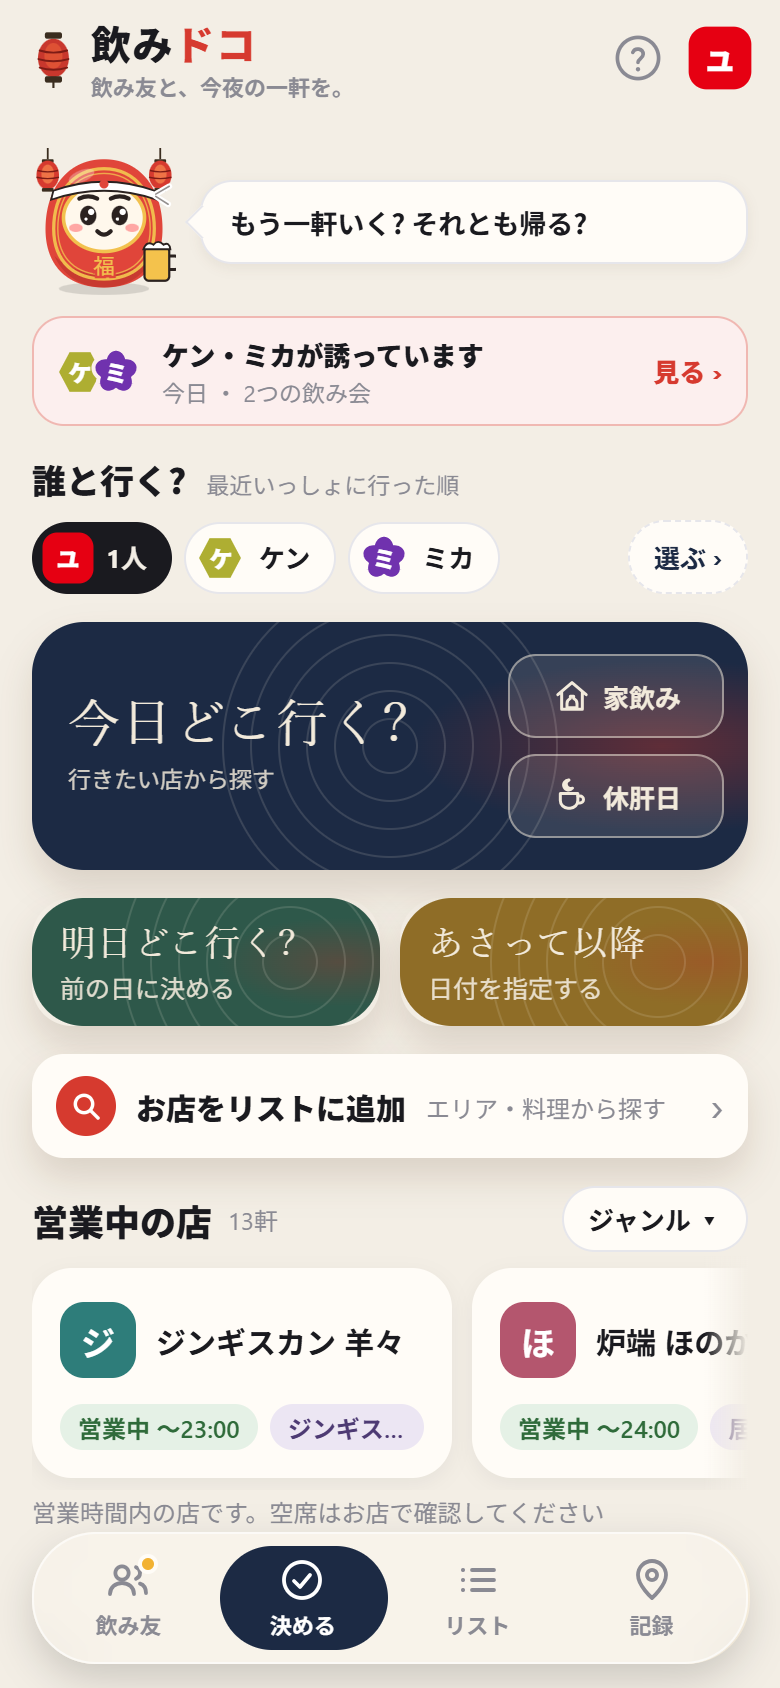 飲みドコ
飲み友と、今夜の一軒を。
ユ
もう一軒いく? それとも帰る?
福
ケ ミ
ケン・ミカが誘っています
今日 ・ 2つの飲み会
見る ›
誰と行く? 最近いっしょに行った順
ユ 1人
ケ ケン
ミ ミカ
選ぶ ›
今日どこ行く?
行きたい店から探す
家飲み
休肝日
明日どこ行く?
前の日に決める
あさって以降
日付を指定する
お店をリストに追加 エリア・料理から探す ›
営業中の店 13軒
ジャンル ▼
ジ ジンギスカン 羊々
営業中 〜23:00 ジンギス...
ほ 炉端 ほのか
営業中 〜24:00 居
営業時間内の店です。空席はお店で確認してください
飲み友
決める
リスト
記録